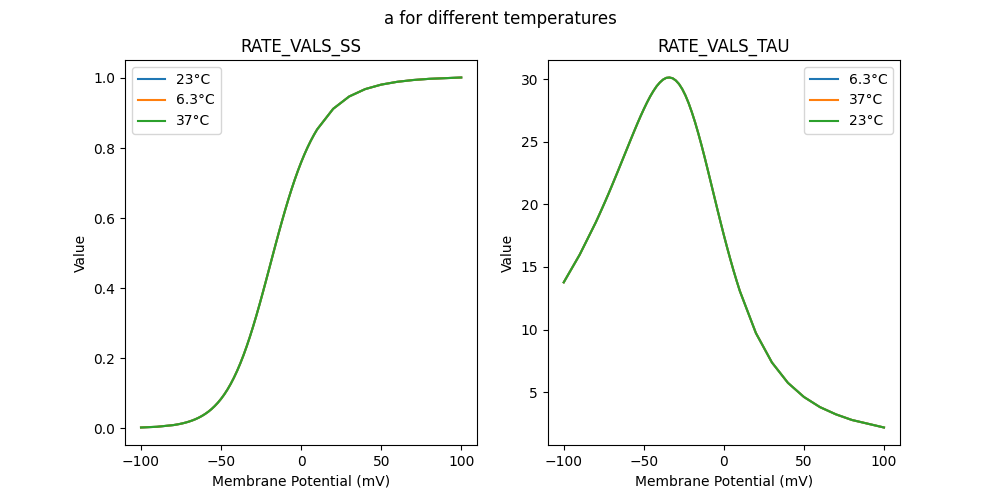 a for different temperatures
RATE_VALS_SS
23°C
6.3°C
37°C
1.0
0.8
0.6
0.4
0.2
0.0
Value
−100 −50 0 50 100
Membrane Potential (mV)
RATE_VALS_TAU
6.3°C
37°C
23°C
30
25
20
15
10
5
Value
−100 −50 0 50 100
Membrane Potential (mV)